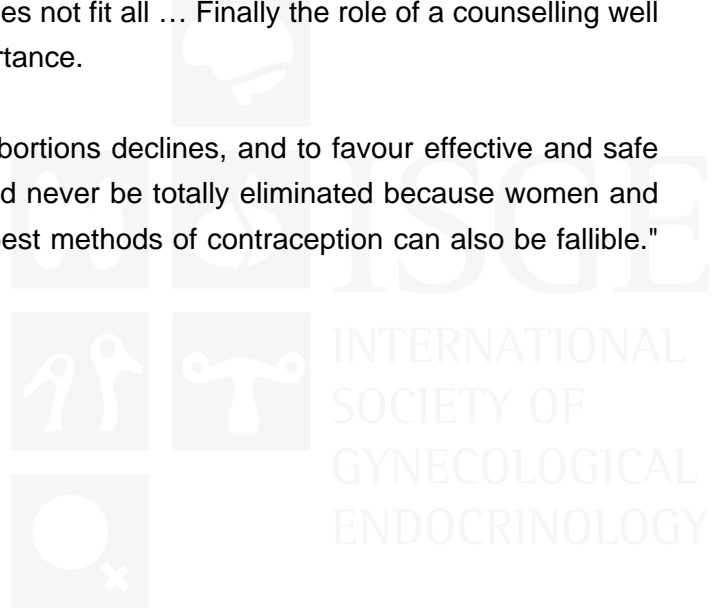 es not fit all … Finally the role of a counselling well
rtance.
bortions declines, and to favour effective and safe
d never be totally eliminated because women and
best methods of contraception can also be fallible."
ISGE
INTERNATIONAL
SOCIETY OF
GYNECOLOGICAL
ENDOCRINOLOGY